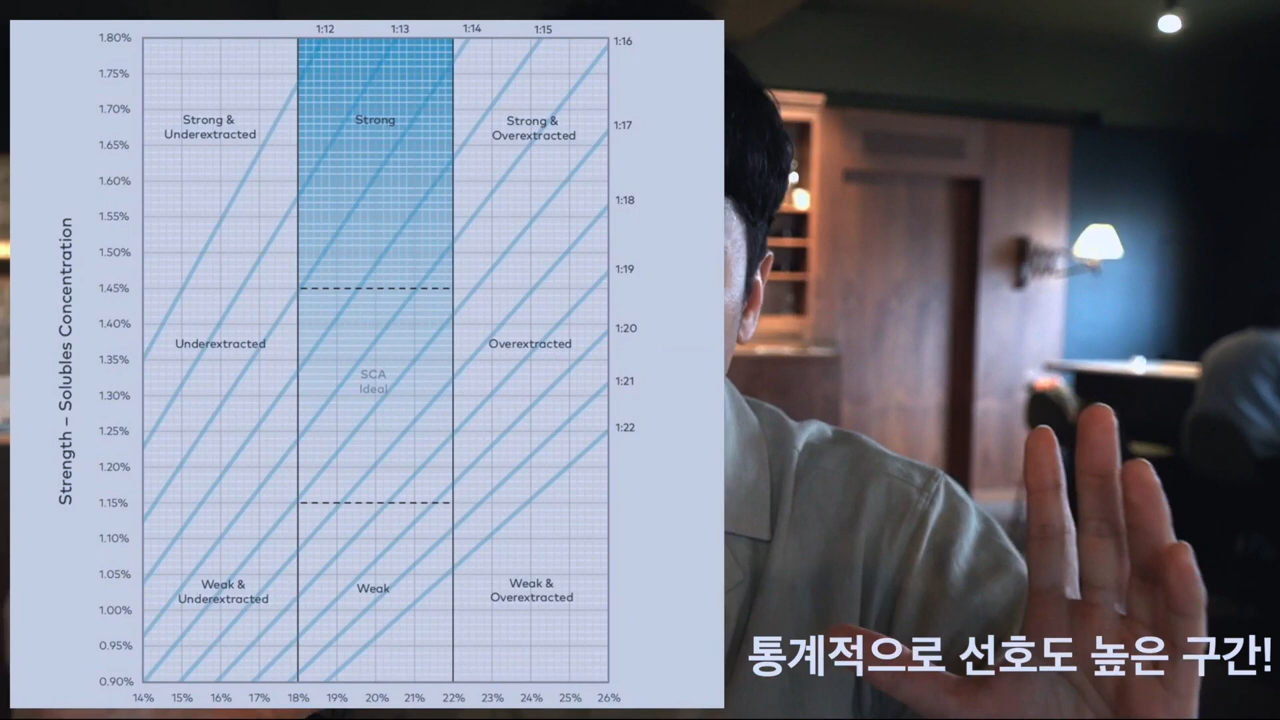 1:12
1:13
1:14
1:15
1:16
1:17
1:18
1:19
1:20
1:21
1:22
1.80%
1.75%
1.70%
1.65%
1.60%
1.55%
1.50%
1.45%
1.40%
1.35%
1.30%
1.25%
1.20%
1.15%
1.10%
1.05%
1.00%
0.95%
0.90%
Strength – Solubles Concentration
Strong &
Underextracted
Strong
Strong &
Overextracted
Underextracted
SCA
Ideal
Overextracted
Weak &
Underextracted
Weak
Weak &
Overextracted
14%
15%
16%
17%
18%
19%
20%
21%
22%
23%
24%
25%
26%
통계적으로 선호도 높은 구간!